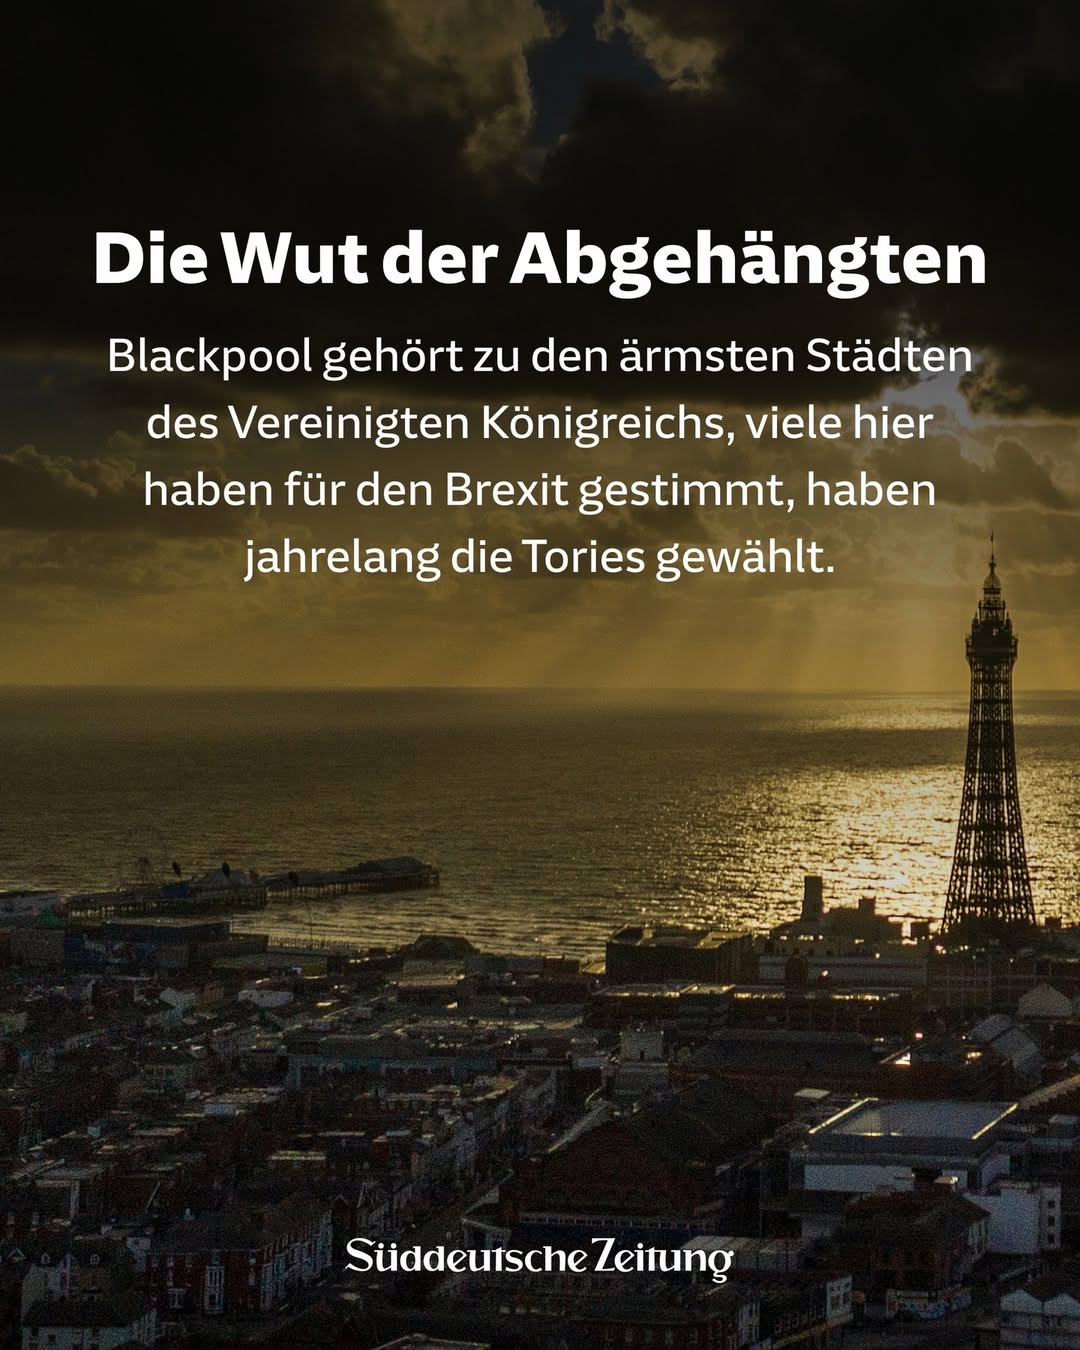 Die Wut der Abgehängten
Blackpool gehört zu den ärmsten Städten
des Vereinigten Königreichs, viele hier
haben für den Brexit gestimmt, haben
jahrelang die Tories gewählt.
Süddeutsche Zeitung